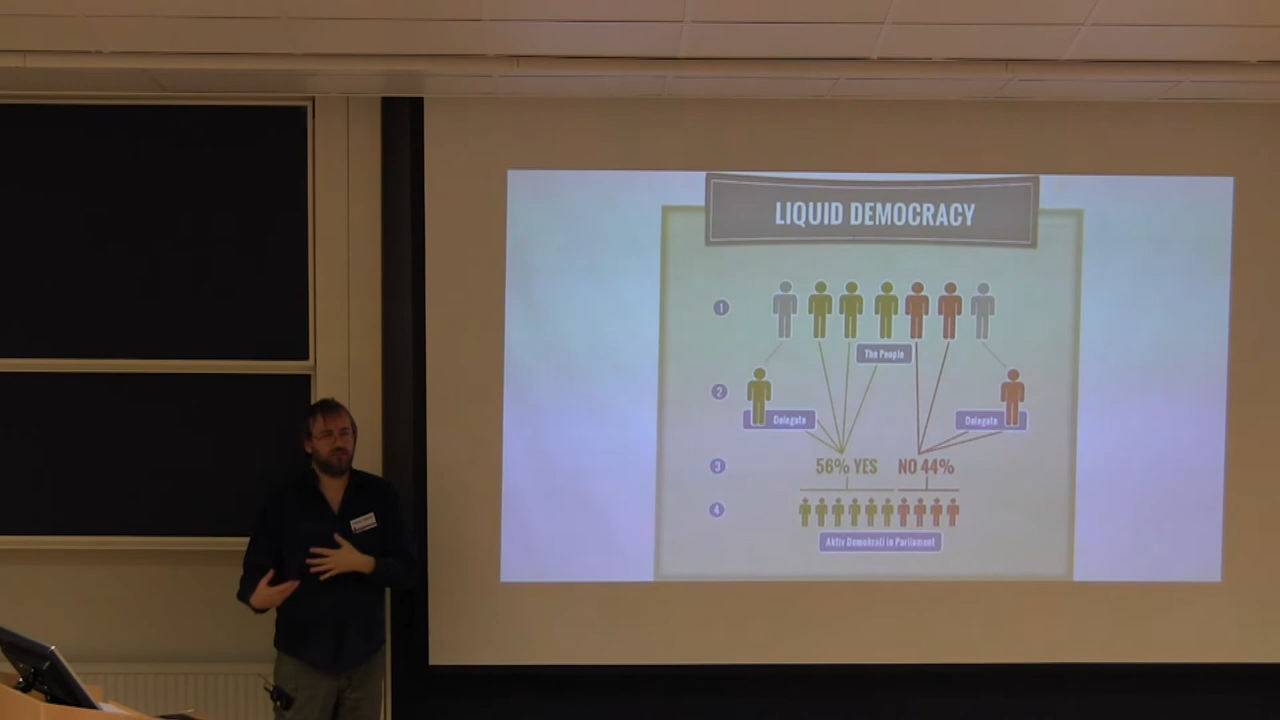 LIQUID DEMOCRACY
1
The People
2
Delegate
Delegate
3
56% YES
NO 44%
4
Aktiv Demokrati in Parliament